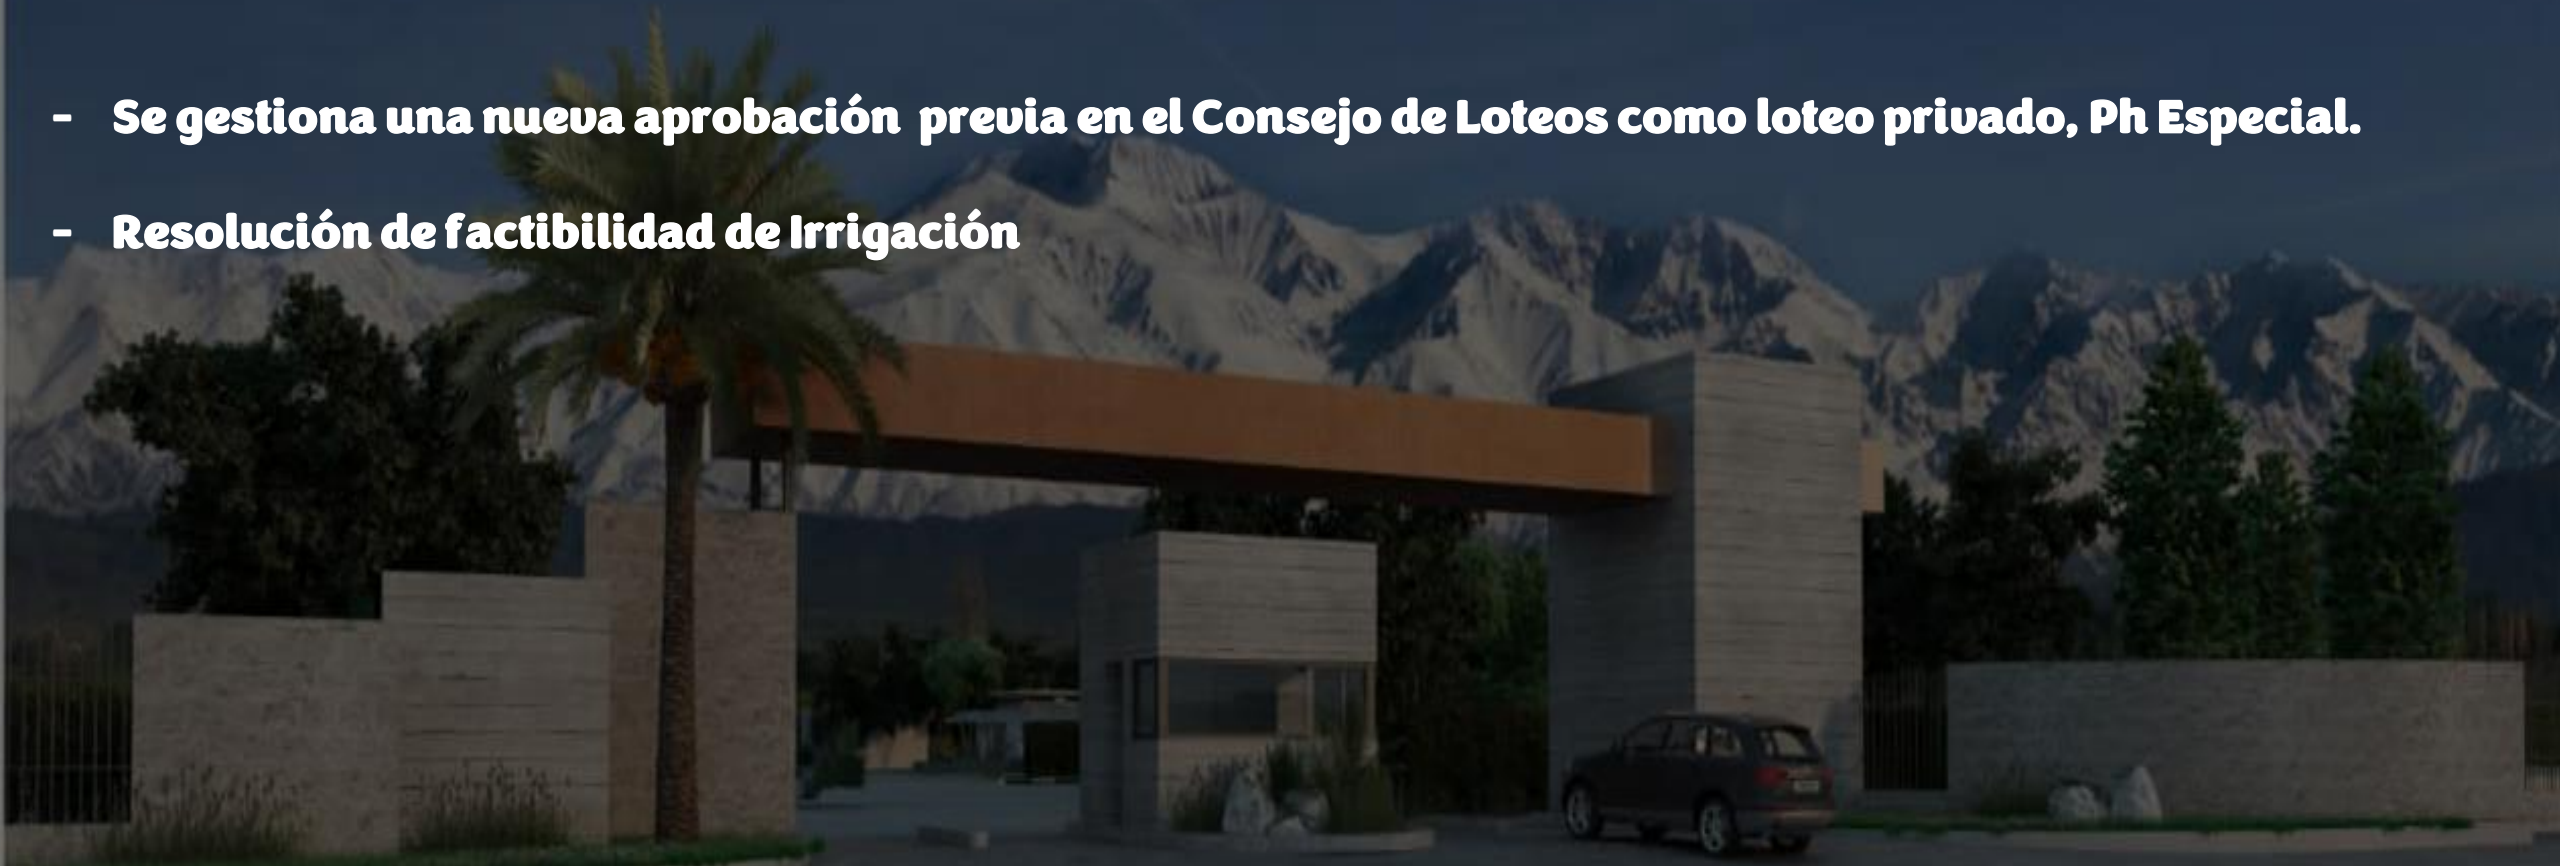 - Se gestiona una nueva aprobación  previa en el Consejo de Loteos como loteo privado, Ph Especial.
- Resolución de factibilidad de Irrigación